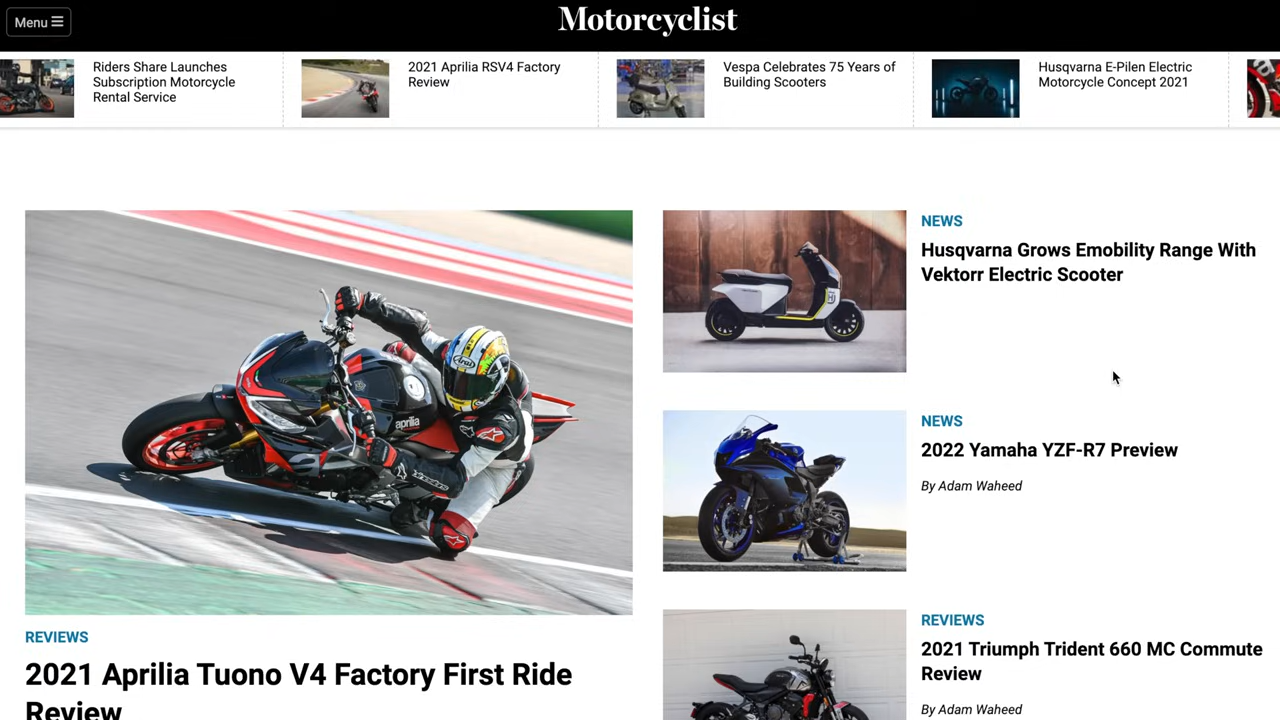 Menu
Motorcyclist
Riders Share Launches
Subscription Motorcycle
Rental Service
2021 Aprilia RSV4 Factory
Review
Vespa Celebrates 75 Years of
Building Scooters
Husqvarna E-Pilen Electric
Motorcycle Concept 2021
Arai
aprilia
REVIEWS
2021 Aprilia Tuono V4 Factory First Ride
Review
NEWS
Husqvarna Grows Emobility Range With
Vektorr Electric Scooter
NEWS
2022 Yamaha YZF-R7 Preview
By Adam Waheed
REVIEWS
2021 Triumph Trident 660 MC Commute
Review
By Adam Waheed